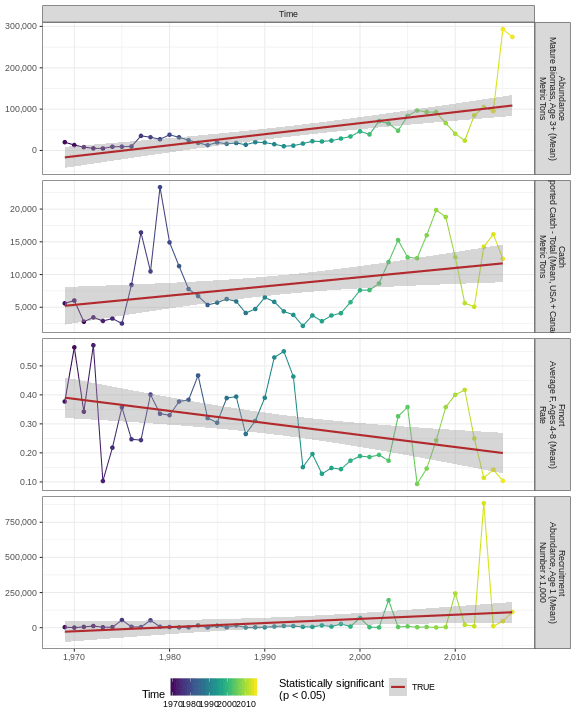 Time
300,000
200,000
100,000
0
Abundance
Mature Biomass, Age 3+ (Mean)
Metric Tons
20,000
15,000
10,000
5,000
Catch
ported Catch - Total (Mean, USA + Cana
Metric Tons
0.50
0.40
0.30
0.20
0.10
Fmort
Average F, Ages 4-8 (Mean)
Rate
750,000
500,000
250,000
0
Recruitment
Abundance, Age 1 (Mean)
Number x 1,000
1,970 1,980 1,990 2,000 2,010
Time
1970 1980 1990 2000 2010
Statistically significant
(p < 0.05)
TRUE